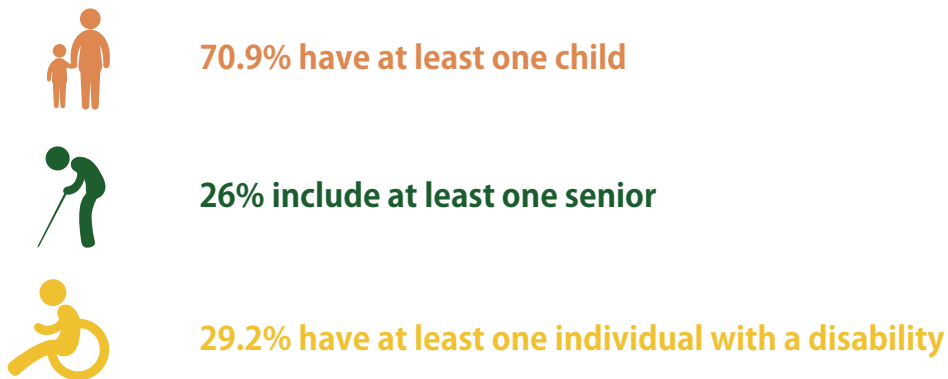 70.9% have at least one child
26% include at least one senior
29.2% have at least one individual with a disability